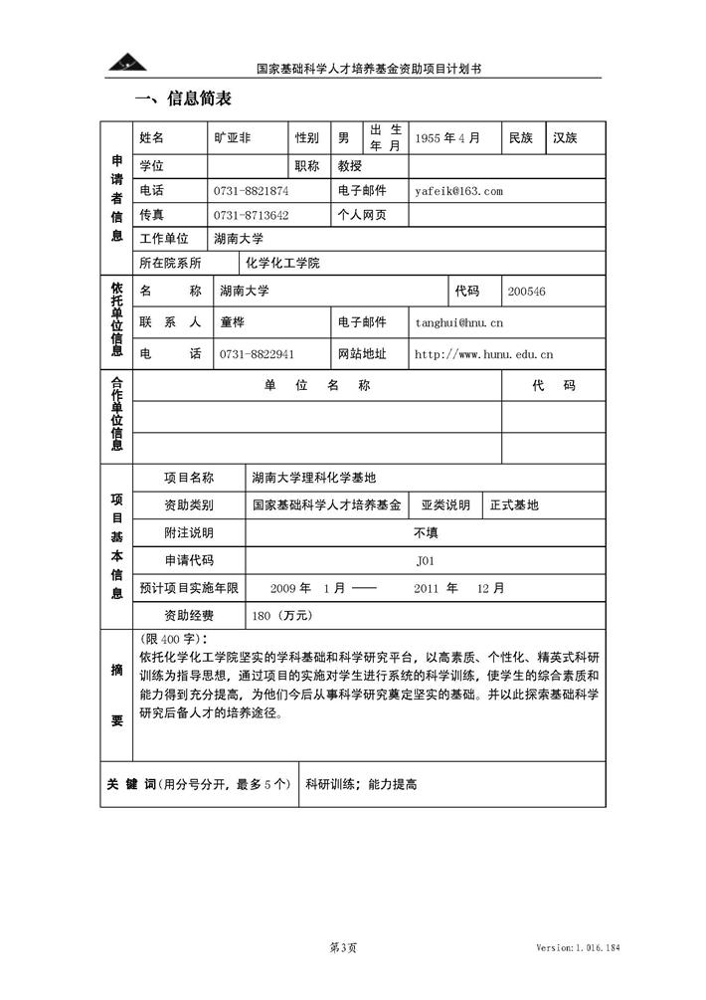 国家基础科学人才培养基金资助项目计划书
一、信息简表
申请者信息
姓名 旷亚非 性别 男 出生年月 1955 年 4 月 民族 汉族
学位 职称 教授
电话 0731-8821874 电子邮件 yafeik@163.com
传真 0731-8713642 个人网页
工作单位 湖南大学
所在院系所 化学化工学院
依托单位信息
名 称 湖南大学 代码 200546
联 系 人 童桦 电子邮件 tanghui@hnu.cn
电 话 0731-8822941 网站地址 http://www.hunu.edu.cn
合作单位信息
单 位 名 称 代 码
项目基本信息
项目名称 湖南大学理科化学基地
资助类别 国家基础科学人才培养基金 亚类说明 正式基地
附注说明 不填
申请代码 J01
预计项目实施年限 2009 年 1 月 —— 2011 年 12 月
资助经费 180 (万元)
摘 要
(限 400 字)：
依托化学化工学院坚实的学科基础和科学研究平台，以高素质、个性化、精英式科研
训练为指导思想，通过项目的实施对学生进行系统的科学训练，使学生的综合素质和
能力得到充分提高，为他们今后从事科学研究奠定坚实的基础。并以此探索基础科学
研究后备人才的培养途径。
关 键 词(用分号分开，最多 5 个) 科研训练；能力提高
第3页 Version:1.016.184